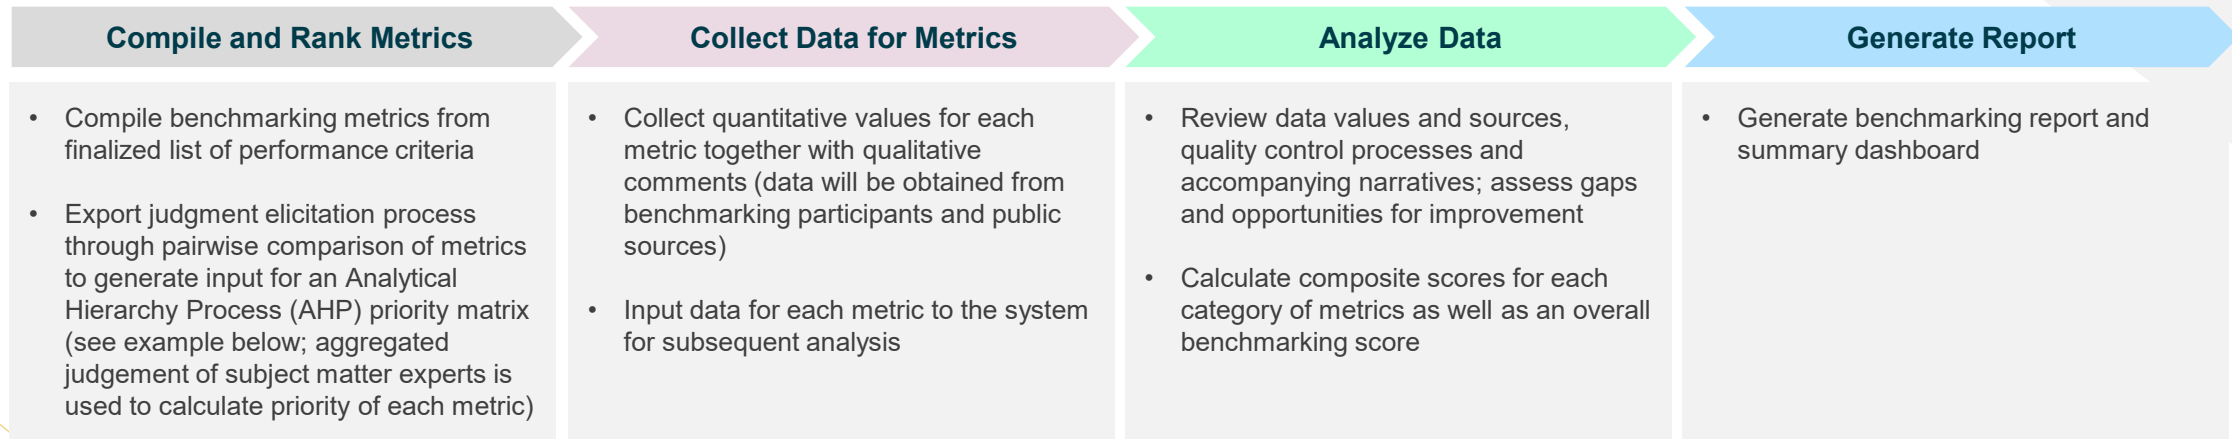 Compile and Rank Metrics
• Compile benchmarking metrics from
finalized list of performance criteria
• Export judgment elicitation process
through pairwise comparison of metrics
to generate input for an Analytical
Hierarchy Process (AHP) priority matrix
(see example below; aggregated
judgement of subject matter experts is
used to calculate priority of each metric)
Collect Data for Metrics
• Collect quantitative values for each
metric together with qualitative
comments (data will be obtained from
benchmarking participants and public
sources)
• Input data for each metric to the system
for subsequent analysis
Analyze Data
• Review data values and sources,
quality control processes and
accompanying narratives; assess gaps
and opportunities for improvement
• Calculate composite scores for each
category of metrics as well as an overall
benchmarking score
Generate Report
• Generate benchmarking report and
summary dashboard